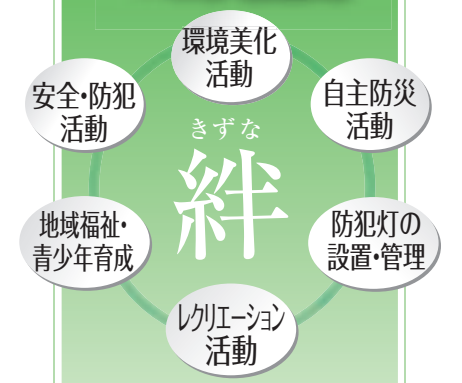 環境美化
活動
安全・防犯
活動
自主防災
活動
きずな
絆
地域福祉・
青少年育成
防犯灯の
設置・管理
レクリエーション
活動